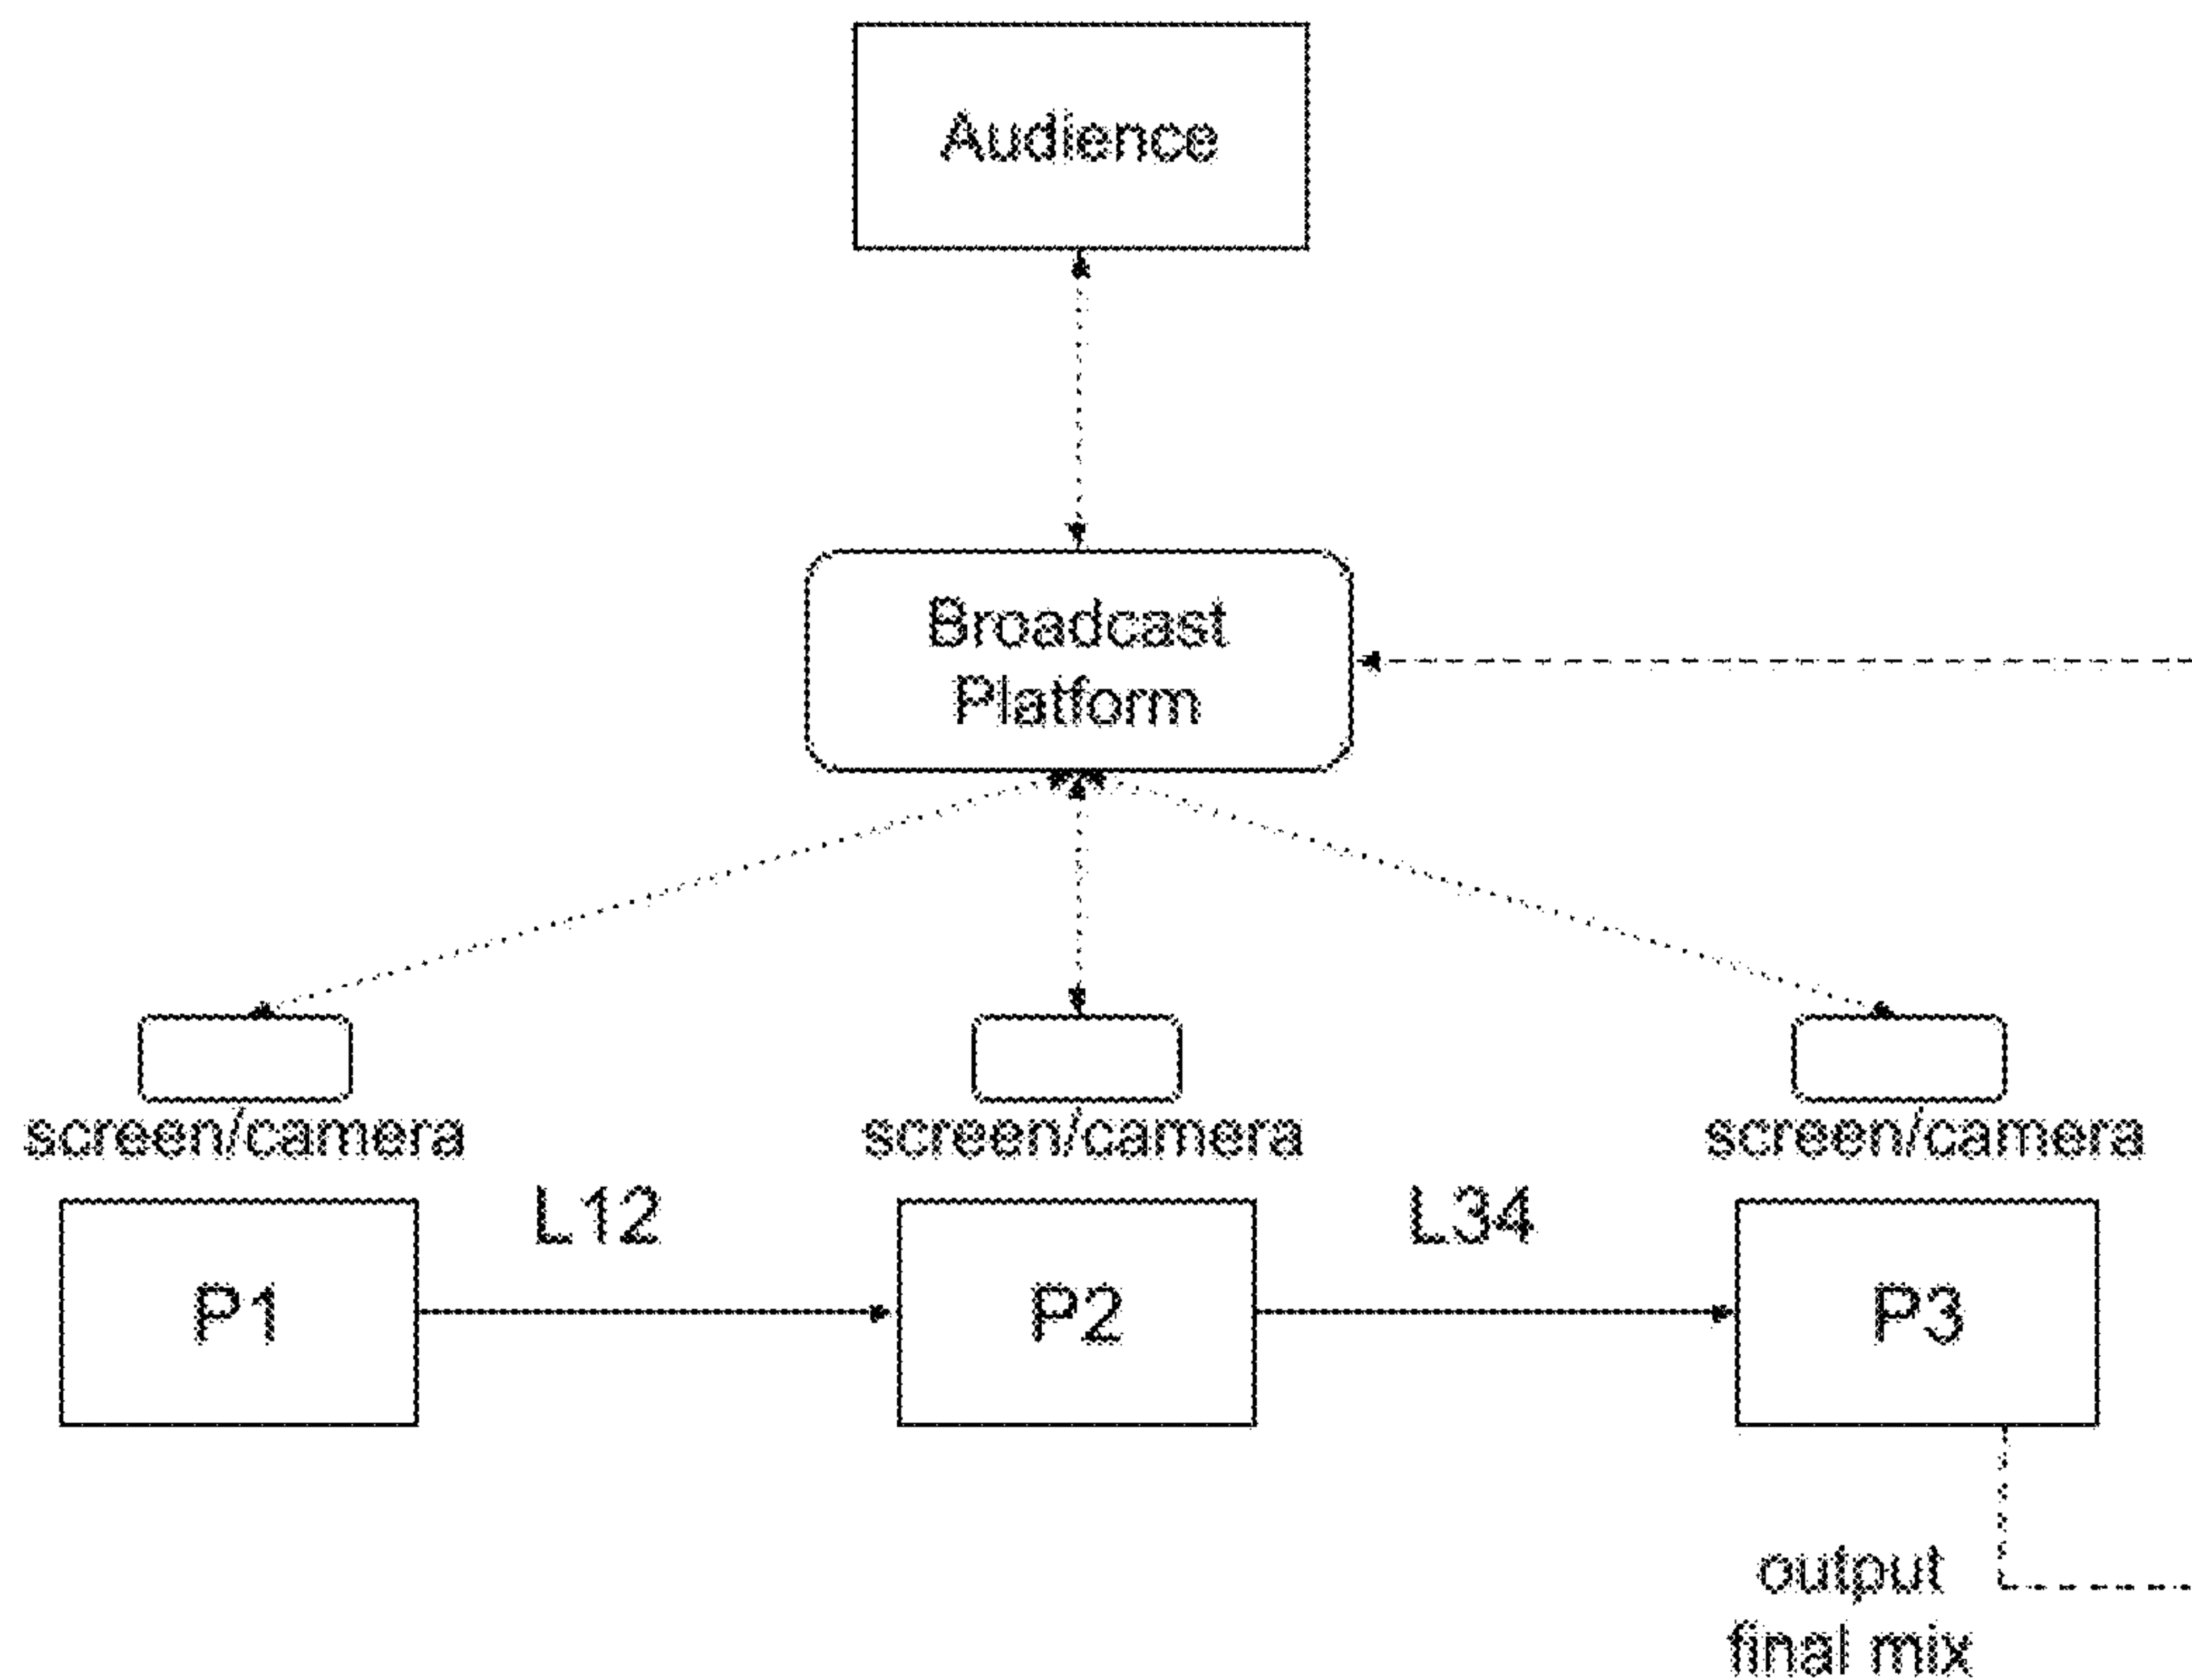 Audience
Broadcast
Platform
screen/camera
screen/camera
screen/camera
L12
L34
P1
P2
P3
output
final mix